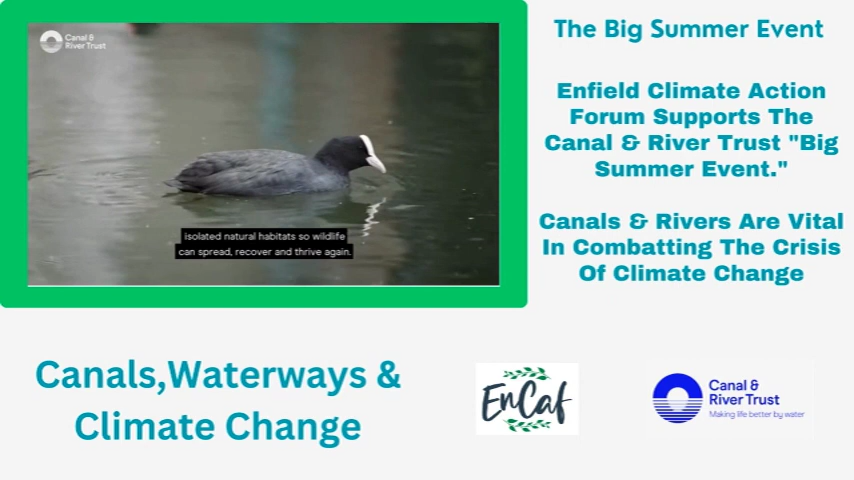 Canal &
River Trust
isolated natural habitats so wildlife
can spread, recover and thrive again.
The Big Summer Event
Enfield Climate Action
Forum Supports The
Canal & River Trust "Big
Summer Event."
Canals & Rivers Are Vital
In Combatting The Crisis
Of Climate Change
Canals,Waterways &
Climate Change
EnCaf
Canal &
River Trust
Making life better by water